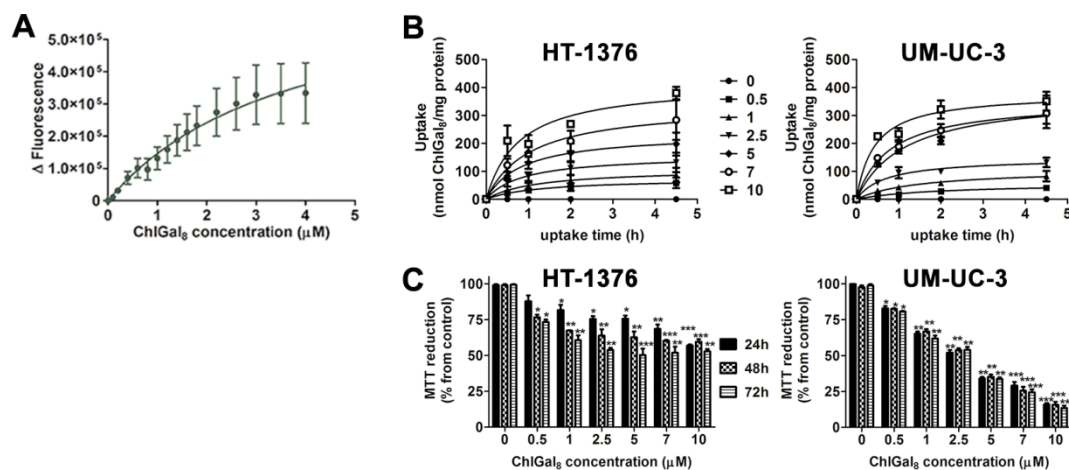 A
Δ Fluorescence
5.0×10⁵
4.0×10⁵
3.0×10⁵
2.0×10⁵
1.0×10⁵
0
0 1 2 3 4 5
ChlGal₈ concentration (µM)
B
HT-1376
Uptake
(nmol ChlGal₈/mg protein)
500
400
300
200
100
0
0 1 2 3 4 5
uptake time (h)
0
0.5
1
2.5
5
7
10
UM-UC-3
Uptake
(nmol ChlGal₈/mg protein)
500
400
300
200
100
0
0 1 2 3 4 5
uptake time (h)
C
HT-1376
MTT reduction
(% from control)
100
75
50
25
0
* * * * ** ** * ** ** * ** *** ** ** ** *** *** **
0 0.5 1 2.5 5 7 10
ChlGal₈ concentration (µM)
24h
48h
72h
UM-UC-3
MTT reduction
(% from control)
100
75
50
25
0
* * * ** ** ** ** ** ** ** ** ** *** *** *** *** ***
0 0.5 1 2.5 5 7 10
ChlGal₈ concentration (µM)